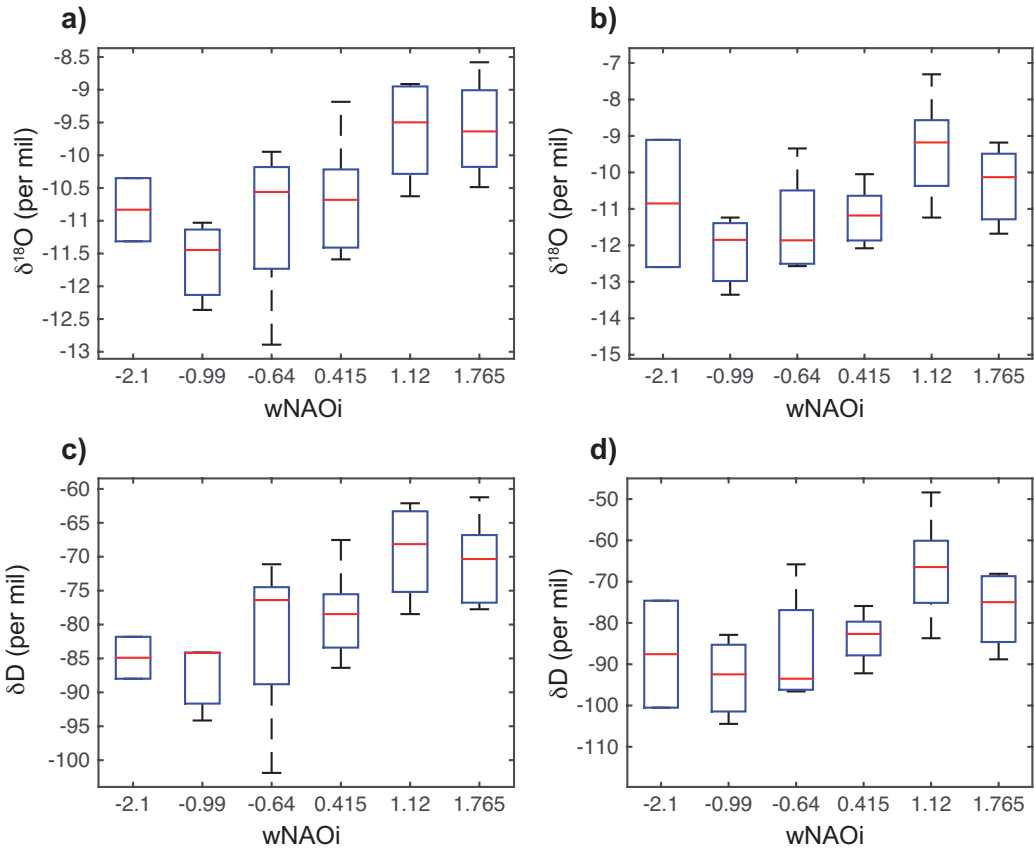 a)
δ¹⁸O (per mil)
-8.5
-9
-9.5
-10
-10.5
-11
-11.5
-12
-12.5
-13
-2.1 -0.99 -0.64 0.415 1.12 1.765
wNAOi
b)
δ¹⁸O (per mil)
-7
-8
-9
-10
-11
-12
-13
-14
-15
-2.1 -0.99 -0.64 0.415 1.12 1.765
wNAOi
c)
δD (per mil)
-60
-65
-70
-75
-80
-85
-90
-95
-100
-2.1 -0.99 -0.64 0.415 1.12 1.765
wNAOi
d)
δD (per mil)
-50
-60
-70
-80
-90
-100
-110
-2.1 -0.99 -0.64 0.415 1.12 1.765
wNAOi